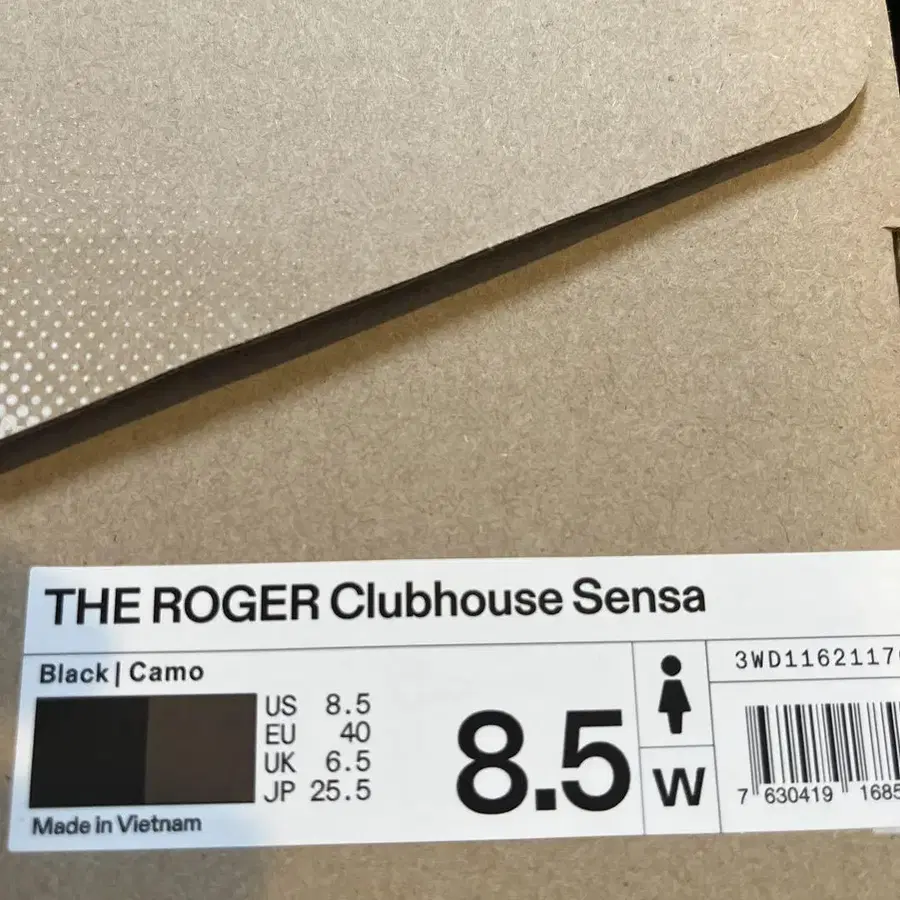 THE ROGER Clubhouse Sensa
Black | Camo
US 8.5
EU 40
UK 6.5
JP 25.5
Made in Vietnam
8.5
W
3WD1162117
7 630419 1685